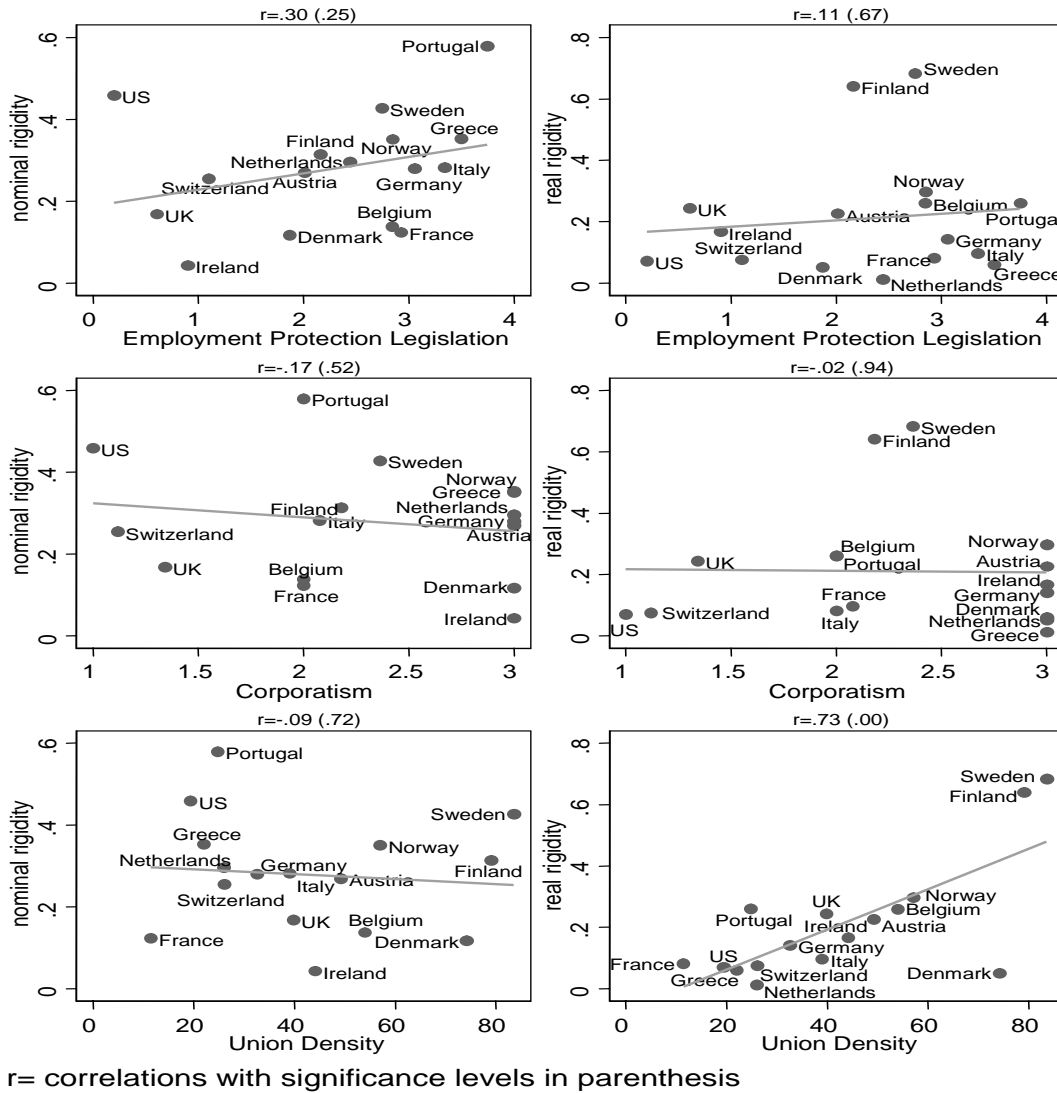 r=.30 (.25)
nominal rigidity
0 .2 .4 .6
US
Portugal
Sweden
Greece
Finland
Norway
Netherlands
Switzerland
Austria
Italy
Germany
UK
Belgium
Denmark
France
Ireland
0 1 2 3 4
Employment Protection Legislation
r=.11 (.67)
real rigidity
0 .2 .4 .6 .8
Sweden
Finland
Norway
UK
Austria
Belgium
Portugal
Ireland
Switzerland
Germany
US
France
Italy
Denmark
Greece
Netherlands
0 1 2 3 4
Employment Protection Legislation
r=-.17 (.52)
nominal rigidity
0 .2 .4 .6
Portugal
US
Sweden
Norway
Greece
Finland
Netherlands
Italy
Germany
Switzerland
Austria
UK
Belgium
France
Denmark
Ireland
1 1.5 2 2.5 3
Corporatism
r=-.02 (.94)
real rigidity
0 .2 .4 .6 .8
Sweden
Finland
Norway
Belgium
UK
Portugal
Austria
Ireland
France
Germany
Switzerland
Denmark
US
Italy
Netherlands
Greece
1 1.5 2 2.5 3
Corporatism
r=-.09 (.72)
nominal rigidity
0 .2 .4 .6
Portugal
US
Sweden
Greece
Norway
Netherlands
Germany
Finland
Switzerland
Italy
Austria
UK
Belgium
France
Denmark
Ireland
0 20 40 60 80
Union Density
r=.73 (.00)
real rigidity
0 .2 .4 .6 .8
Sweden
Finland
Norway
UK
Portugal
Belgium
Ireland
Austria
US
Germany
France
Italy
Greece
Switzerland
Denmark
Netherlands
0 20 40 60 80
Union Density
r= correlations with significance levels in parenthesis